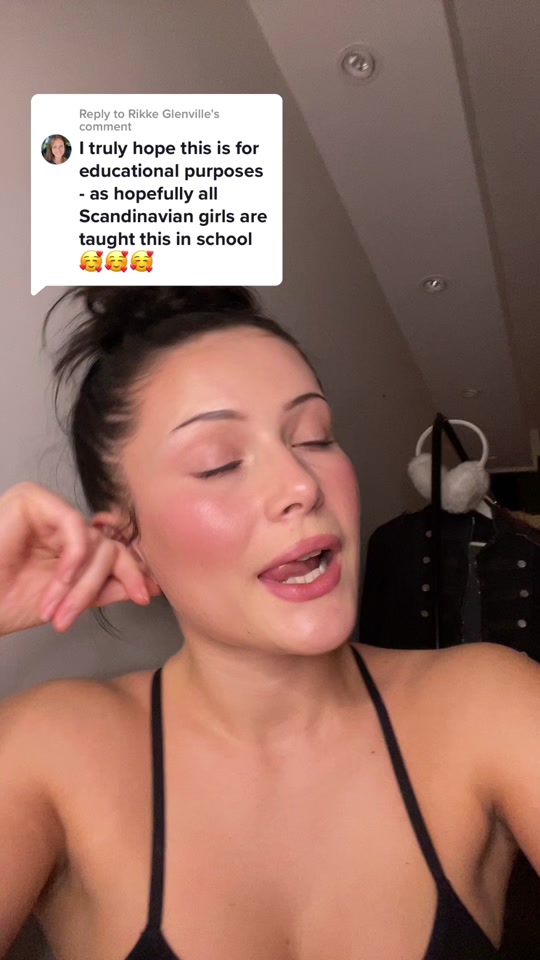 Reply to Rikke Glenville's
comment
I truly hope this is for
educational purposes
- as hopefully all
Scandinavian girls are
taught this in school
🥰🥰🥰